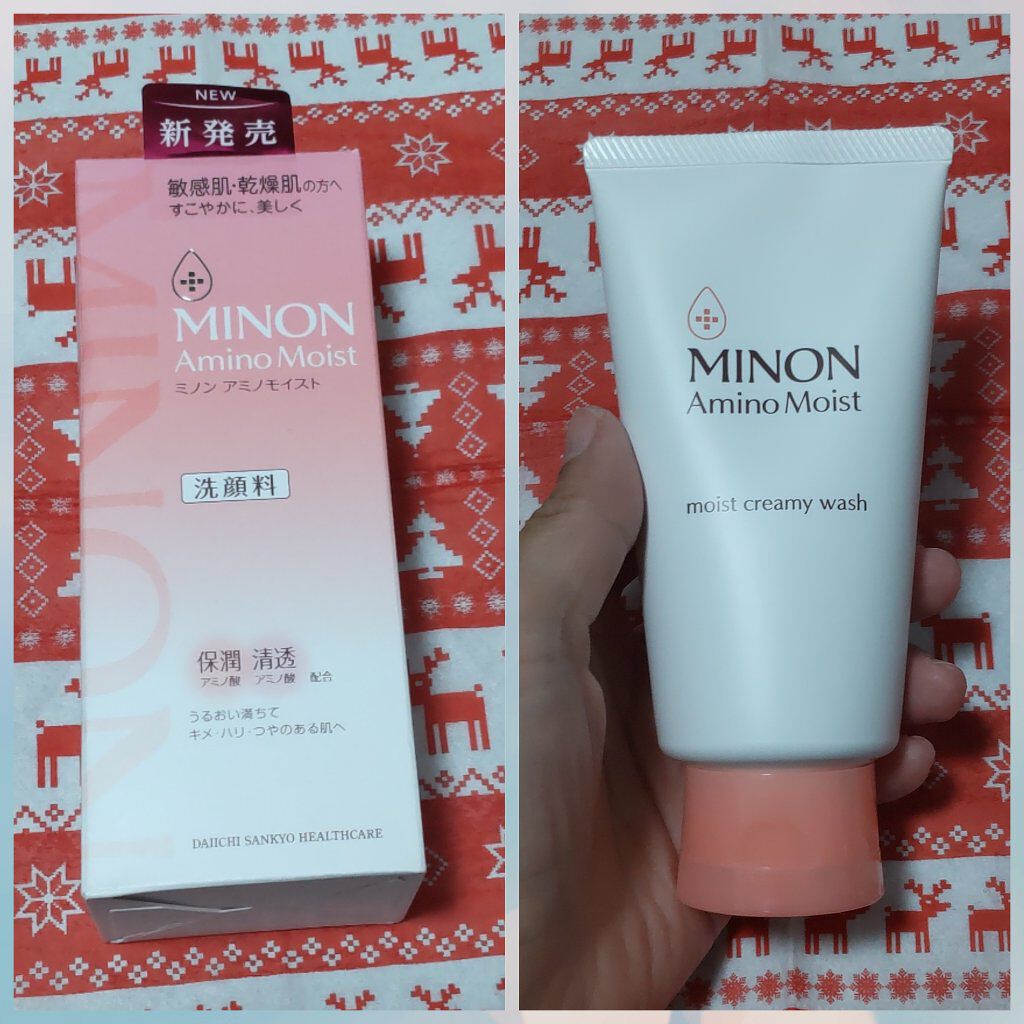 NEW
新発売
敏感肌・乾燥肌の方へ
すこやかに、美しく
MINON
Amino Moist
ミノン アミノモイスト
洗顔料
保潤 清透
アミノ酸 アミノ酸 配合
うるおい満ちて
キメ・ハリ・つやのある肌へ
DAIICHI SANKYO HEALTHCARE
MINON
MINON
Amino Moist
moist creamy wash